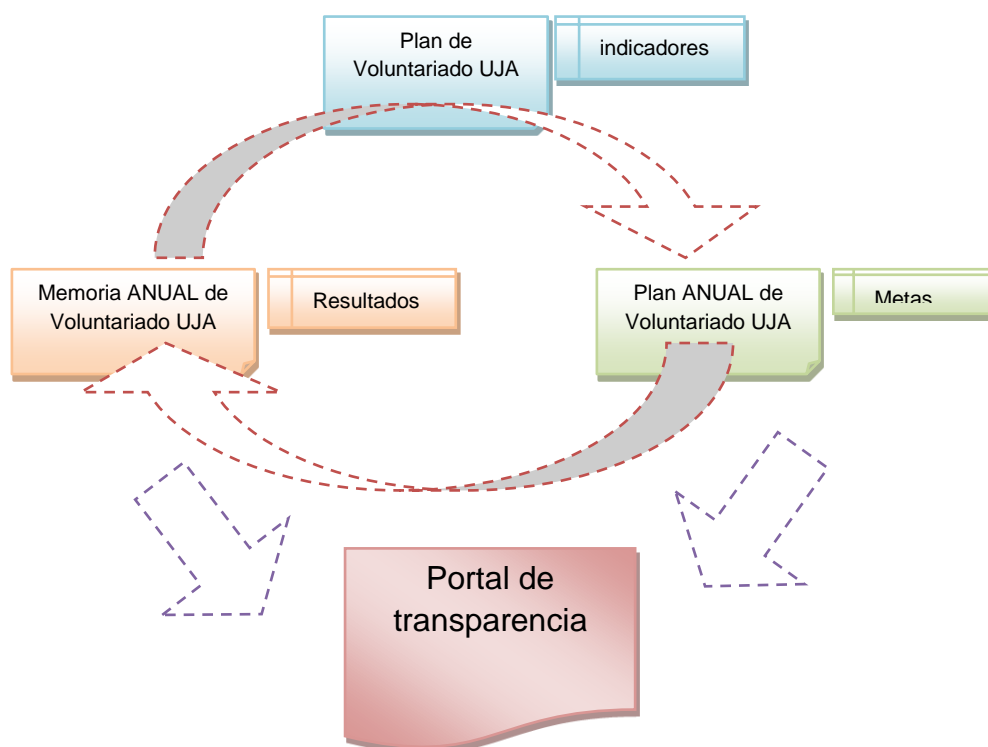 Plan de
Voluntariado UJA
indicadores
Memoria ANUAL de
Voluntariado UJA
Resultados
Plan ANUAL de
Voluntariado UJA
Metas
Portal de
transparencia